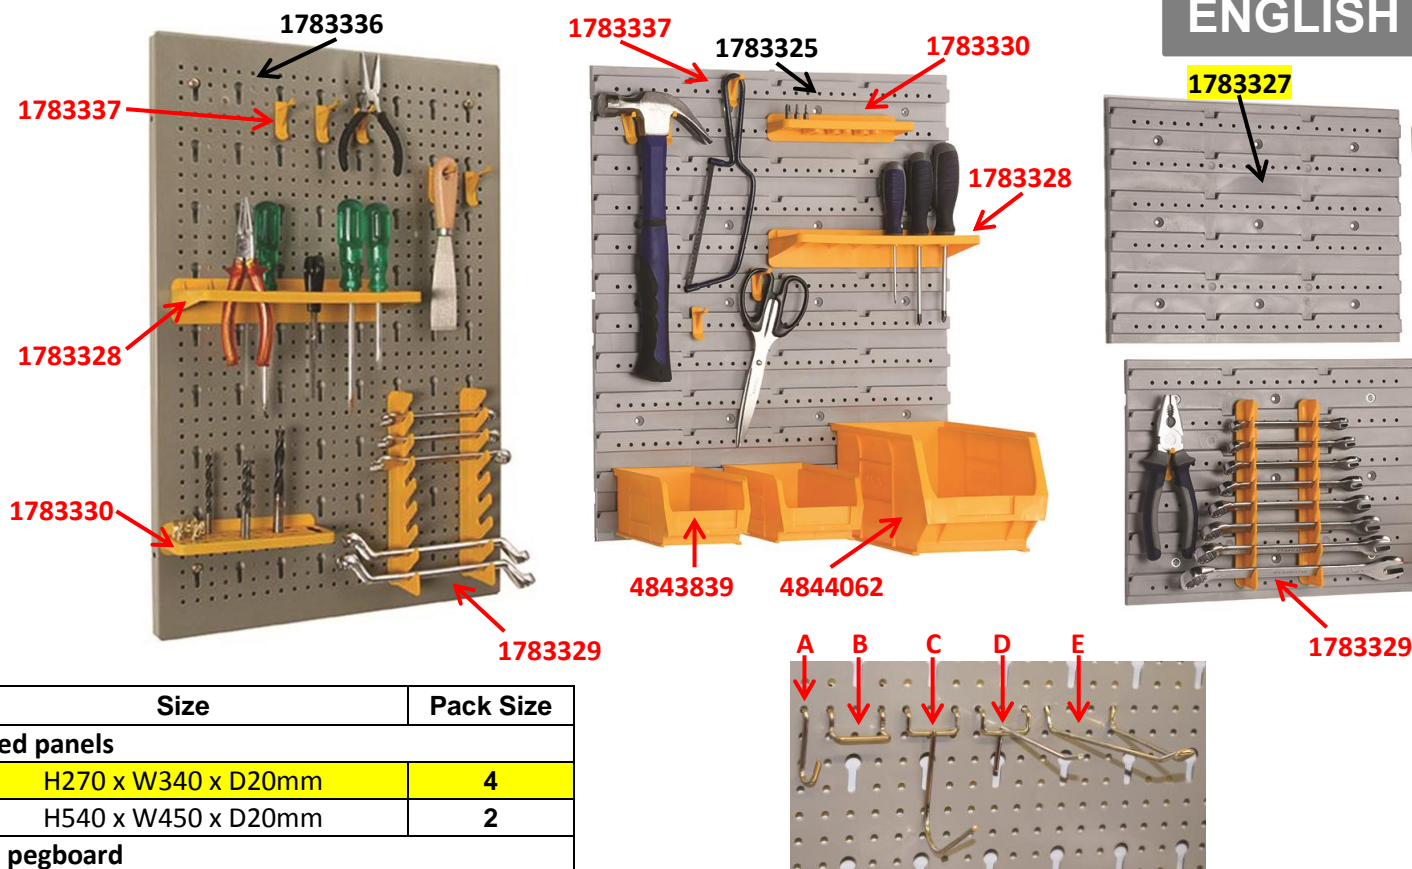 ENGLISH
1783336
1783337
1783328
1783330
1783329
1783337
1783325
1783330
1783328
4843839
4844062
1783327
1783329
A B C D E
Size Pack Size
ed panels
H270 x W340 x D20mm 4
H540 x W450 x D20mm 2
pegboard